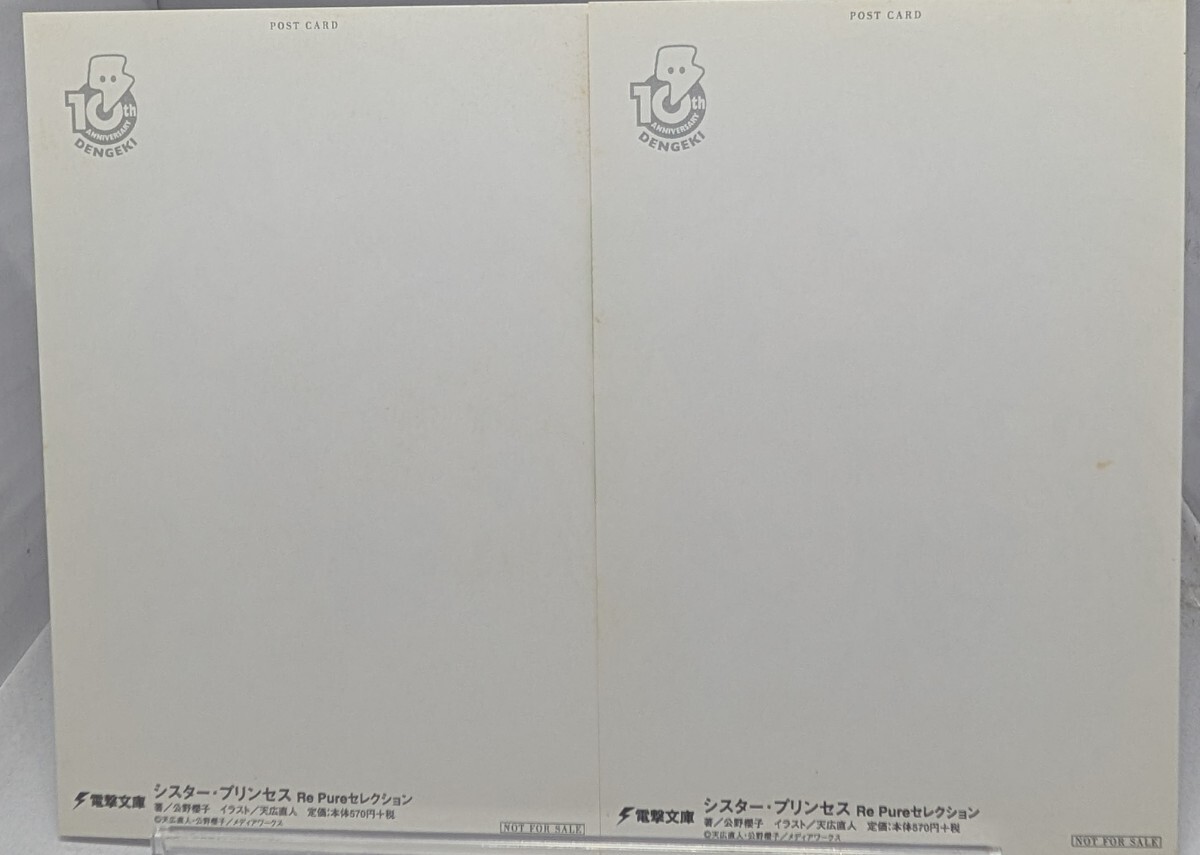 POST CARD
10th
ANNIVERSARY
DENGEKI
電撃文庫
シスター・プリンセス Re Pureセレクション
著/公野櫻子 イラスト/天広直人 定価:本体570円+税
©天広直人・公野櫻子/メディアワークス
NOT FOR SALE
POST CARD
10th
ANNIVERSARY
DENGEKI
電撃文庫
シスター・プリンセス Re Pureセレクション
著/公野櫻子 イラスト/天広直人 定価:本体570円+税
©天広直人・公野櫻子/メディアワークス
NOT FOR SALE